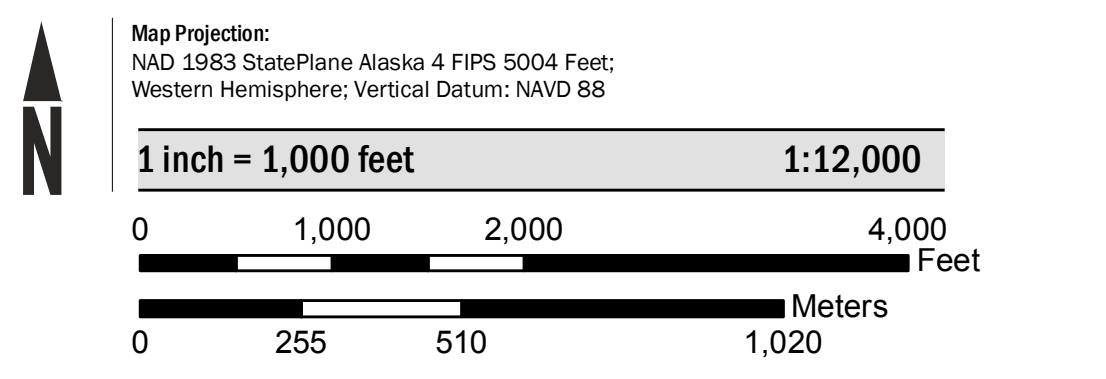 N
Map Projection:
NAD 1983 StatePlane Alaska 4 FIPS 5004 Feet;
Western Hemisphere; Vertical Datum: NAVD 88
1 inch = 1,000 feet 1:12,000
0 1,000 2,000 4,000
Feet
Meters
0 255 510 1,020